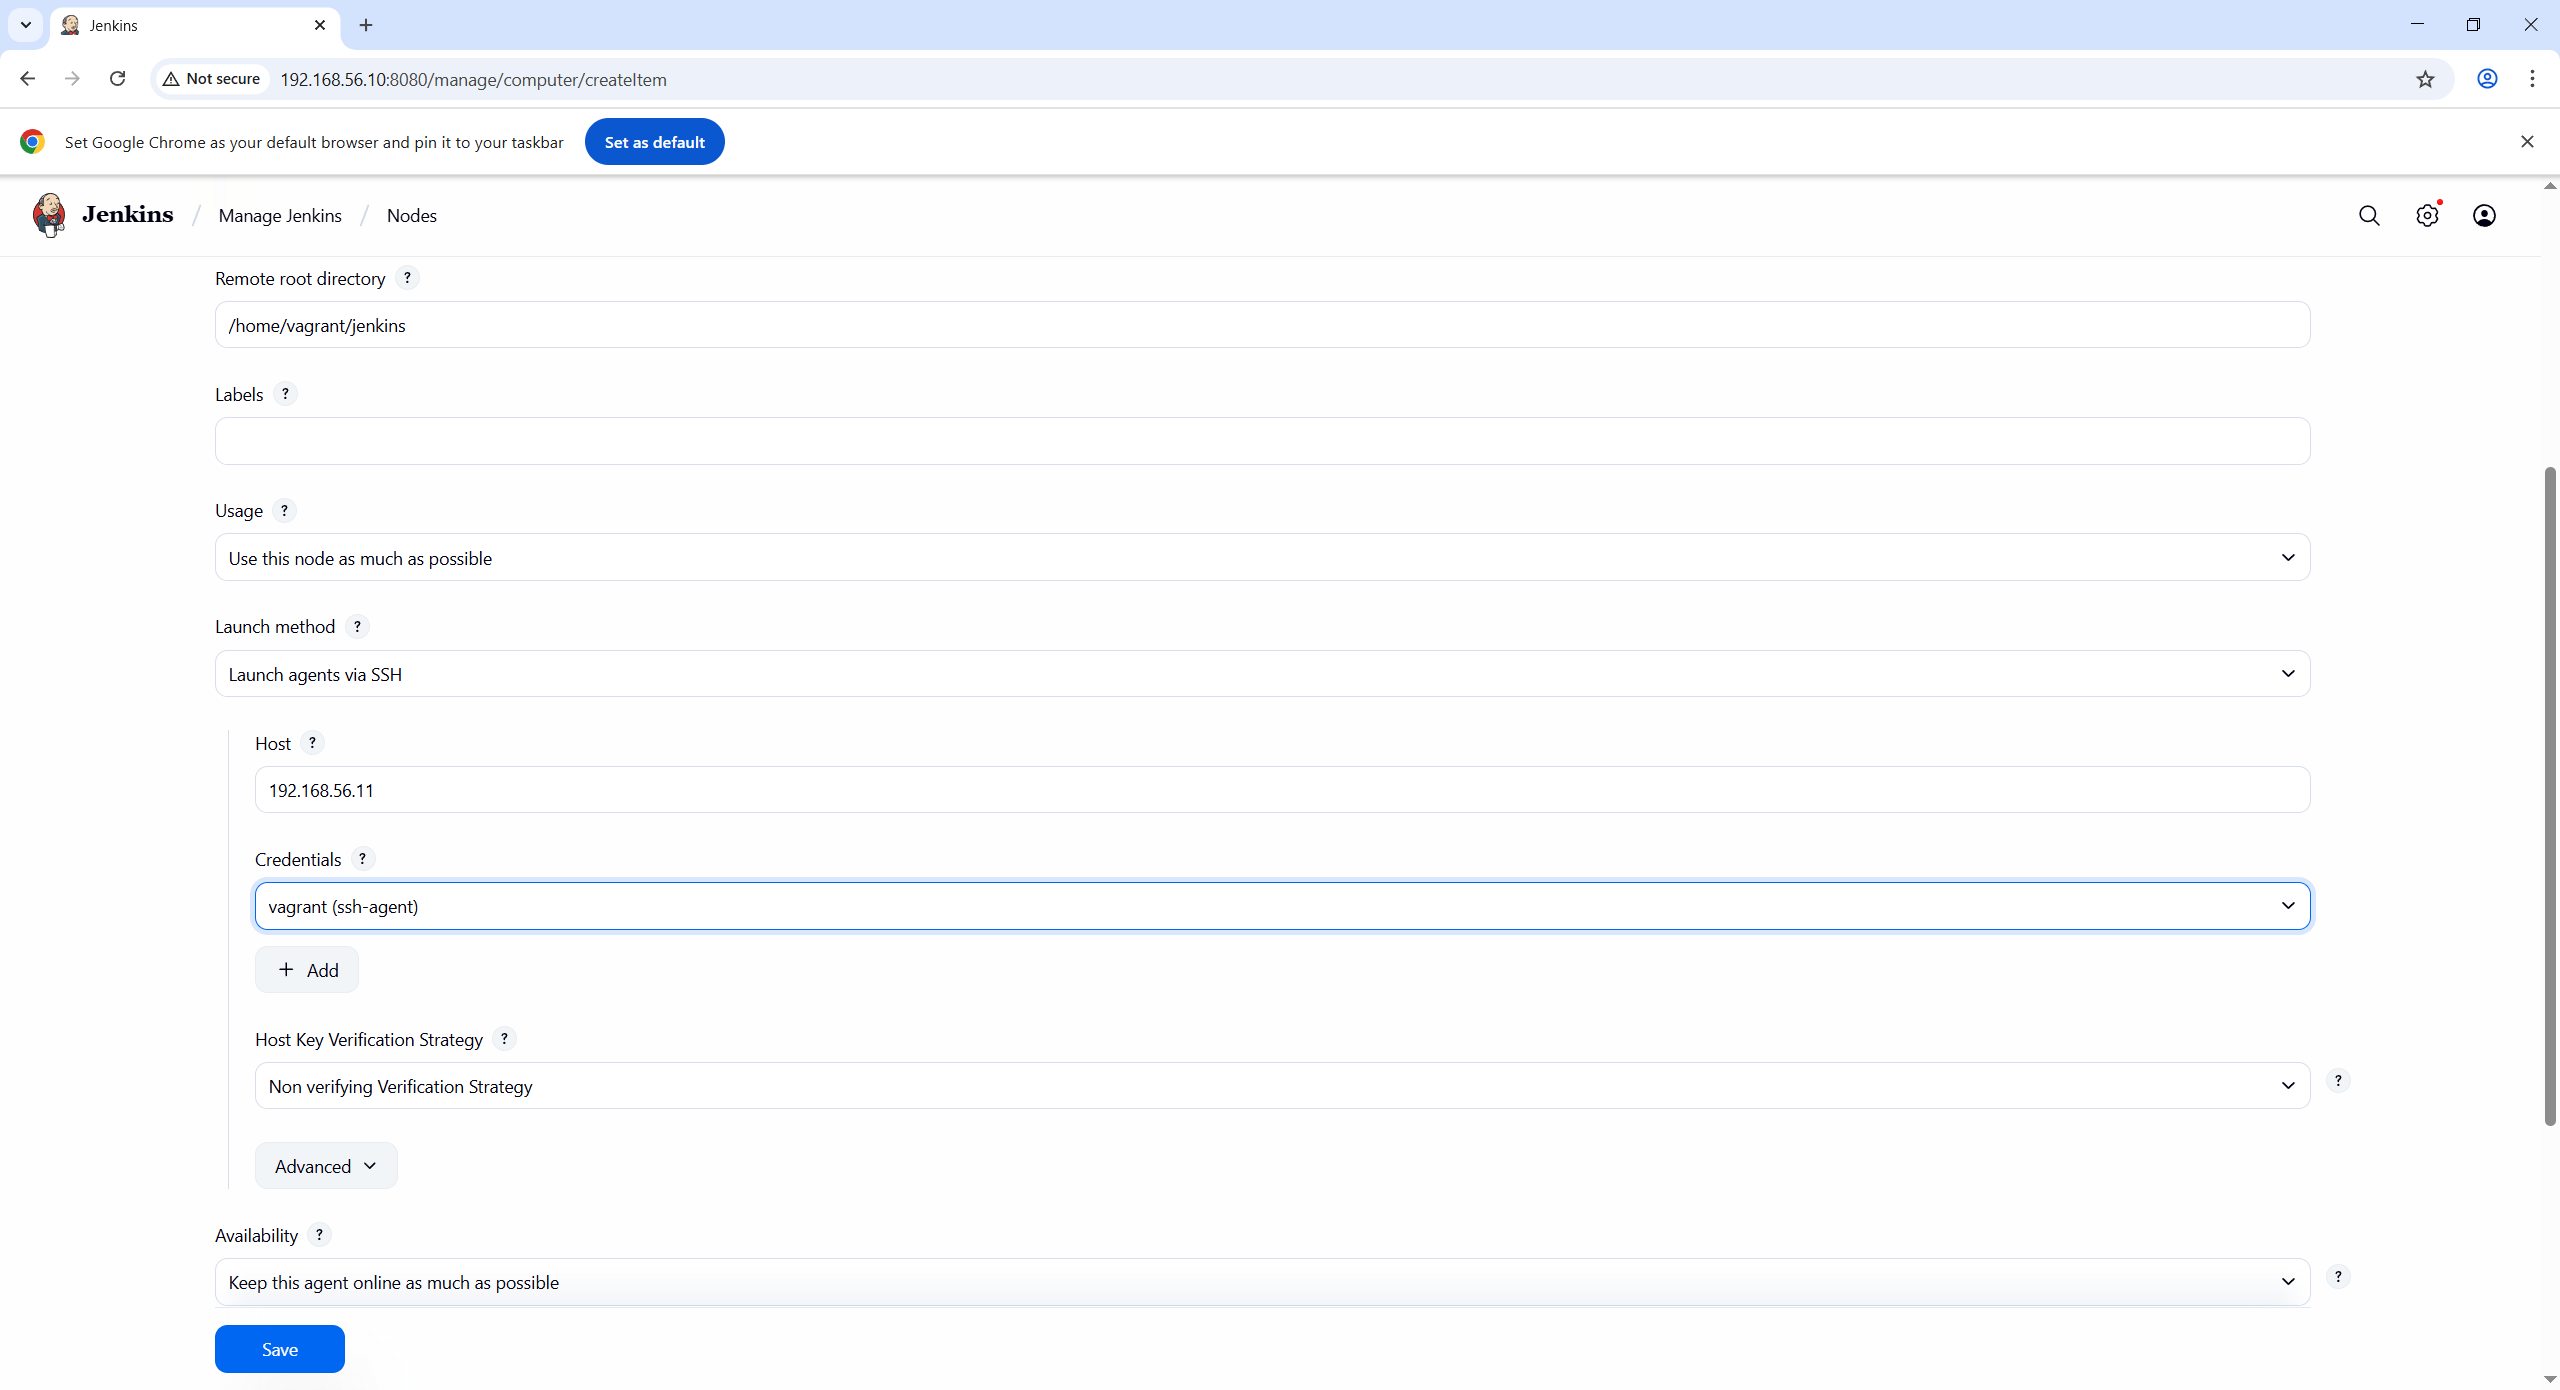 Jenkins
Not secure
192.168.56.10:8080/manage/computer/createItem
Set Google Chrome as your default browser and pin it to your taskbar
Set as default
Jenkins / Manage Jenkins / Nodes
Remote root directory ?
/home/vagrant/jenkins
Labels ?
Usage ?
Use this node as much as possible
Launch method ?
Launch agents via SSH
Host ?
192.168.56.11
Credentials ?
vagrant (ssh-agent)
+ Add
Host Key Verification Strategy ?
Non verifying Verification Strategy
?
Advanced
Availability ?
Keep this agent online as much as possible
?
Save